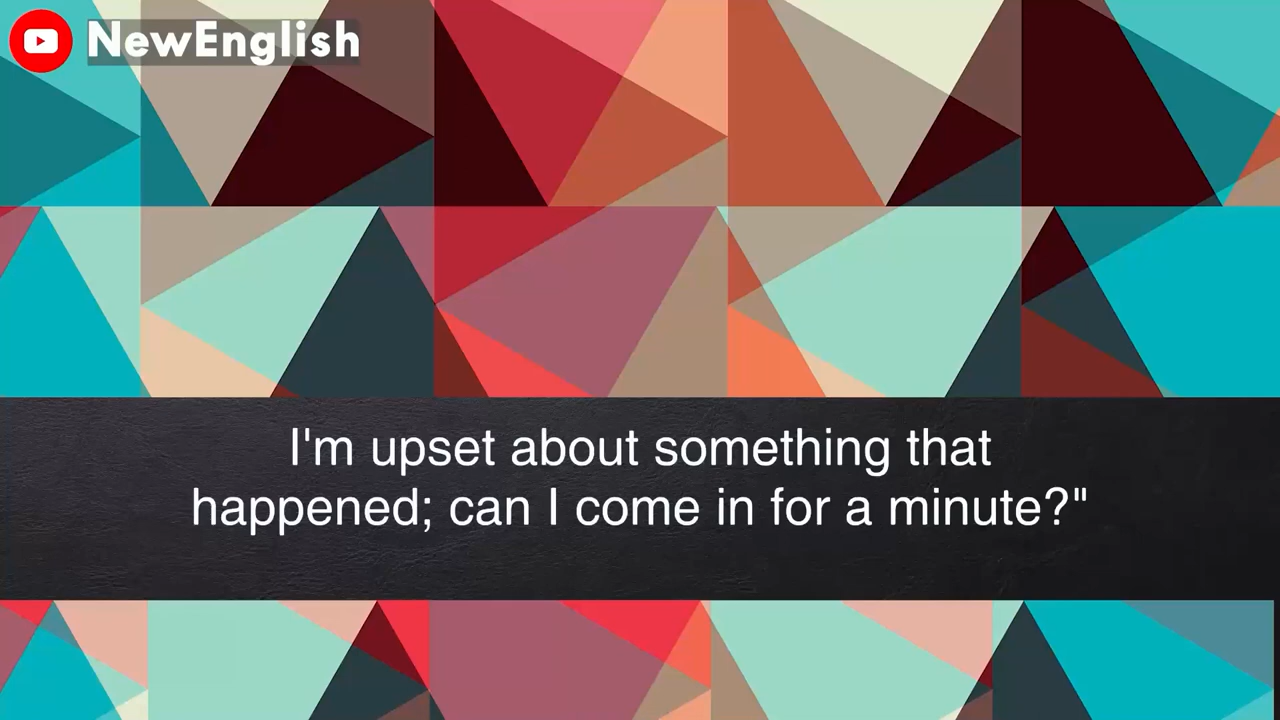 NewEnglish
I'm upset about something that
happened; can I come in for a minute?"